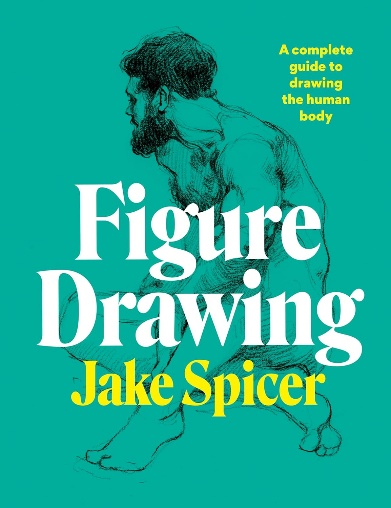 A complete
guide to
drawing
the human
body
Figure
Drawing
Jake Spicer